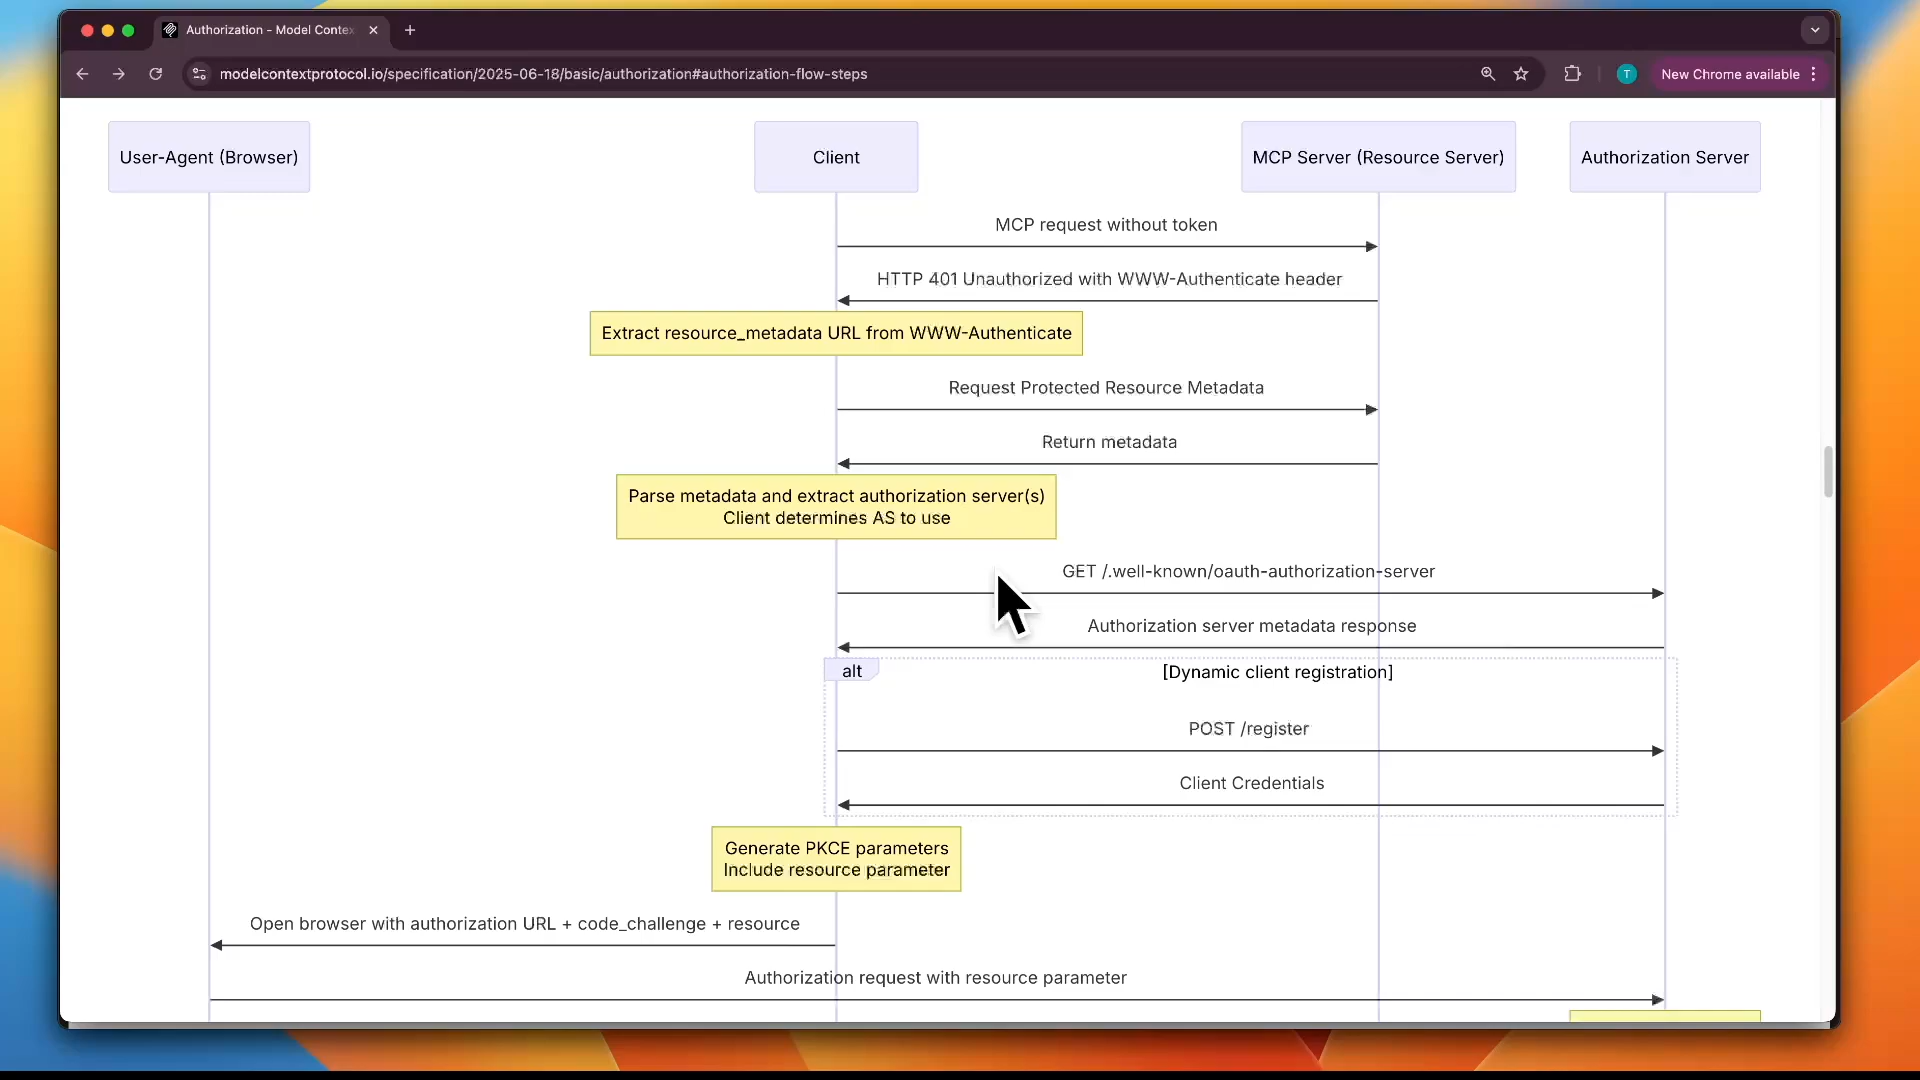 Authorization - Model Contex
modelcontextprotocol.io/specification/2025-06-18/basic/authorization#authorization-flow-steps
T
New Chrome available
User-Agent (Browser)
Client
MCP Server (Resource Server)
Authorization Server
MCP request without token
HTTP 401 Unauthorized with WWW-Authenticate header
Extract resource_metadata URL from WWW-Authenticate
Request Protected Resource Metadata
Return metadata
Parse metadata and extract authorization server(s)
Client determines AS to use
GET /.well-known/oauth-authorization-server
Authorization server metadata response
alt
[Dynamic client registration]
POST /register
Client Credentials
Generate PKCE parameters
Include resource parameter
Open browser with authorization URL + code_challenge + resource
Authorization request with resource parameter